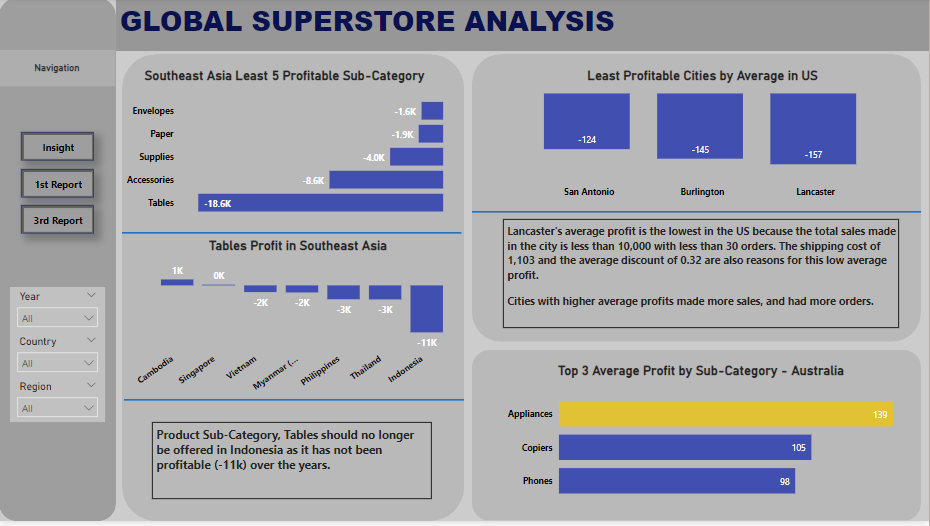 GLOBAL SUPERSTORE ANALYSIS
Navigation
Insight
1st Report
3rd Report
Year
All
Country
All
Region
All
Southeast Asia Least 5 Profitable Sub-Category
Envelopes -1.6K
Paper -1.9K
Supplies -4.0K
Accessories -8.6K
Tables -18.6K
Tables Profit in Southeast Asia
1K 0K -2K -2K -3K -3K -11K
Cambodia Singapore Vietnam Myanmar (... Philippines Thailand Indonesia
Product Sub-Category, Tables should no longer
be offered in Indonesia as it has not been
profitable (-11k) over the years.
Least Profitable Cities by Average in US
-124 -145 -157
San Antonio Burlington Lancaster
Lancaster's average profit is the lowest in the US because the total sales made
in the city is less than 10,000 with less than 30 orders. The shipping cost of
1,103 and the average discount of 0.32 are also reasons for this low average
profit.
Cities with higher average profits made more sales, and had more orders.
Top 3 Average Profit by Sub-Category - Australia
Appliances 139
Copiers 105
Phones 98